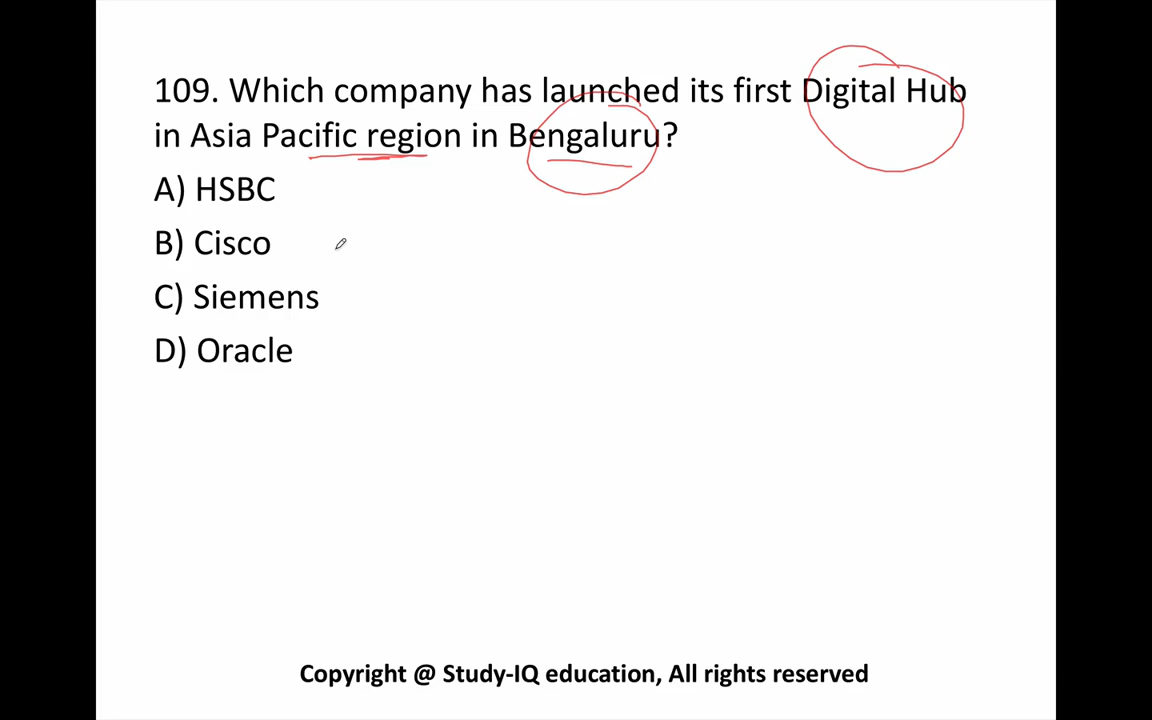 109. Which company has launched its first Digital Hub
in Asia Pacific region in Bengaluru?
A) HSBC
B) Cisco
C) Siemens
D) Oracle
Copyright @ Study-IQ education, All rights reserved